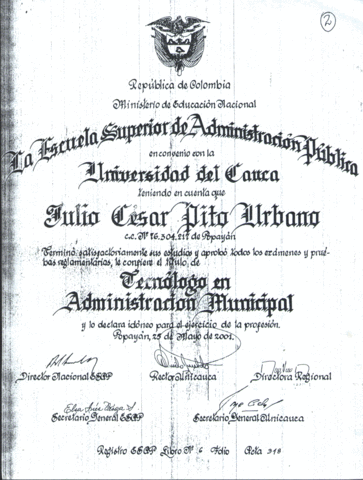 2
República de Colombia
Ministerio de Educación Nacional
La Escuela Superior de Administración Pública
en convenio con la
Universidad del Cauca
teniendo en cuenta que
Julio César Pito Urbano
c.c. Nº 76.304.217 de Popayán
Terminó satisfactoriamente sus estudios y aprobó todos los exámenes y prue-
bas reglamentarias, le confiere el título de
Tecnólogo en
Administración Municipal
y lo declara idóneo para el ejercicio de la profesión.
Popayán, 25 de Mayo de 2001.
Director Nacional ESAP
Rector Unicauca
Directora Regional
Secretario General ESAP
Secretario General Unicauca
Registro ESAP Libro Nº 6 Folio Acta 318